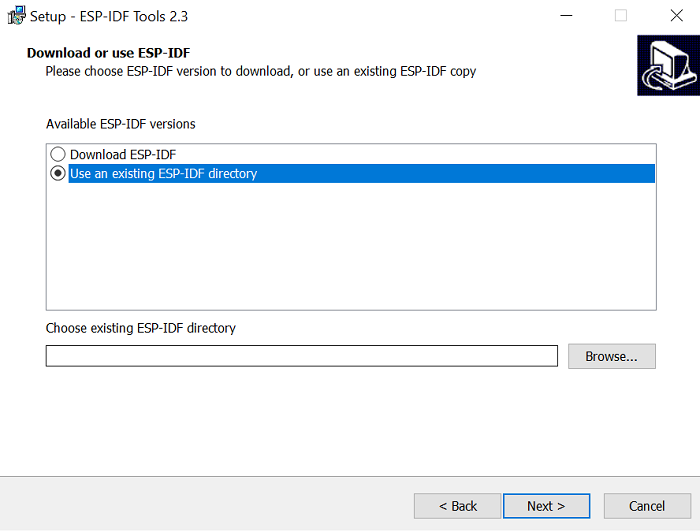 Setup - ESP-IDF Tools 2.3
Download or use ESP-IDF
Please choose ESP-IDF version to download, or use an existing ESP-IDF copy
Available ESP-IDF versions
Download ESP-IDF
Use an existing ESP-IDF directory
Choose existing ESP-IDF directory
Browse...
< Back
Next >
Cancel